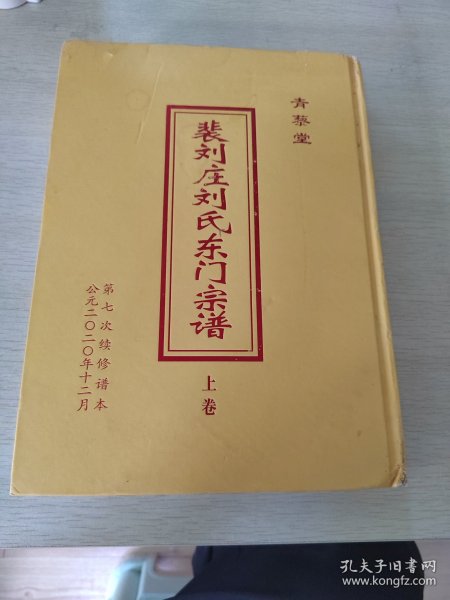 青藜堂
裴刘庄刘氏东门宗谱
上卷
第七次续修谱本
公元二〇二〇年十二月
孔夫子旧书网
www.kongfz.com